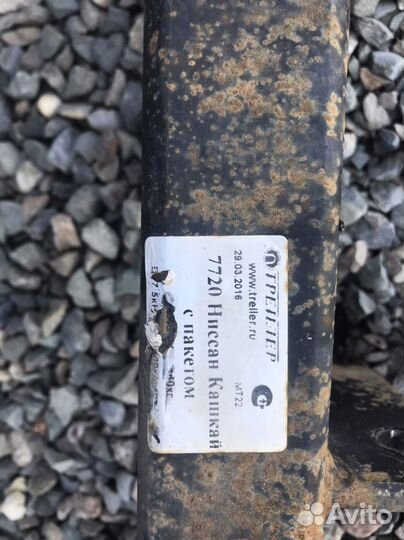 ТРЕЙЛЕР
www.treiler.ru
29.03.2016 МТ22
7720 Ниссан Кашкай
с пакетом
Avito